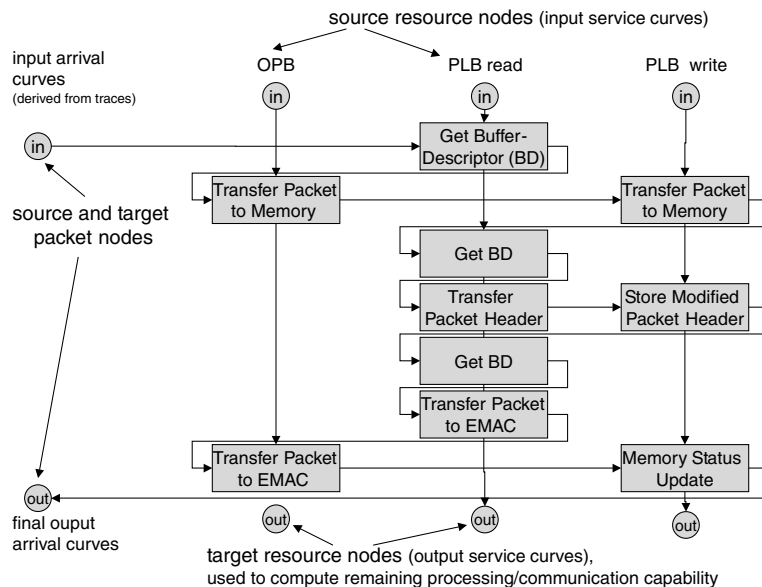 source resource nodes (input service curves)
input arrival
curves
(derived from traces)
OPB
PLB read
PLB write
in
in
in
in
Get Buffer-
Descriptor (BD)
Transfer Packet
to Memory
Transfer Packet
to Memory
source and target
packet nodes
Get BD
Transfer
Packet Header
Store Modified
Packet Header
Get BD
Transfer Packet
to EMAC
Transfer Packet
to EMAC
Memory Status
Update
out
out
out
out
final ouput
arrival curves
target resource nodes (output service curves),
used to compute remaining processing/communication capability